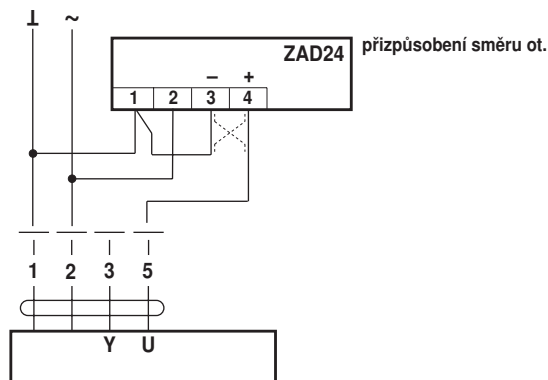 ⊥ ~
ZAD24 přizpůsobení směru ot.
– +
1 2 3 4
1 2 3 5
Y U